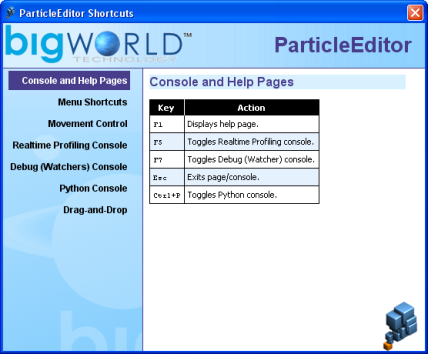 ParticleEditor Shortcuts
bigWORLD™
TECHNOLOGY
ParticleEditor
Console and Help Pages
Menu Shortcuts
Movement Control
Realtime Profiling Console
Debug (Watchers) Console
Python Console
Drag-and-Drop
Console and Help Pages
Key Action
F1 Displays help page.
F5 Toggles Realtime Profiling console.
F7 Toggles Debug (Watcher) console.
Esc Exits page/console.
Ctrl+P Toggles Python console.
big